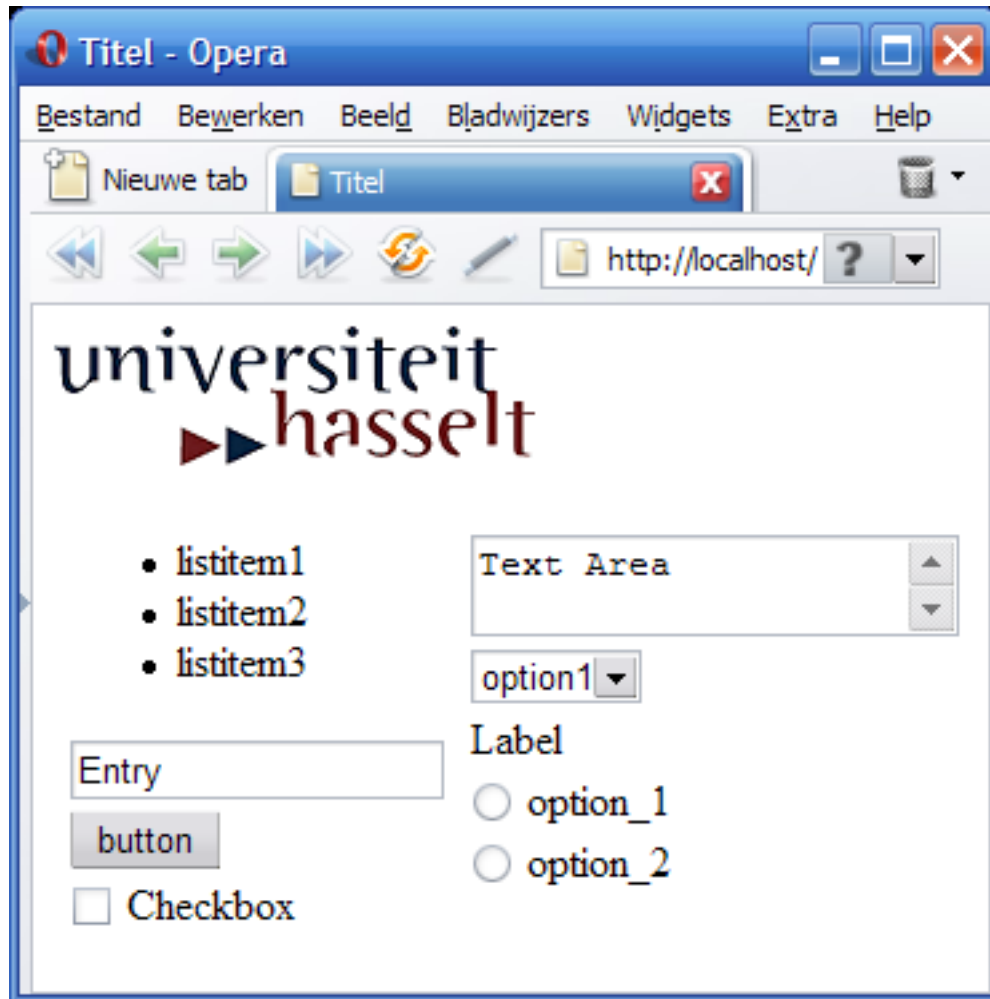 Titel - Opera
Bestand Bewerken Beeld Bladwijzers Widgets Extra Help
Nieuwe tab Titel
http://localhost/ ?
universiteit
hasselt
listitem1
listitem2
listitem3
Entry
button
Checkbox
Text Area
option1
Label
option_1
option_2